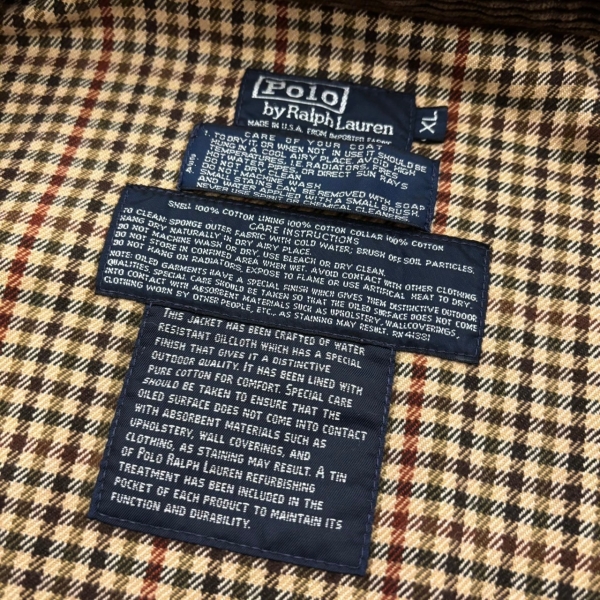 Polo
by Ralph Lauren
MADE IN U.S.A. FROM IMPORTED FABRIC
XL
CARE OF YOUR COAT
1. TO DRY IT OR WHEN NOT IN USE IT SHOULD BE
HUNG IN A COOL AIRY PLACE. AVOID HIGH
TEMPERATURES, I.E. RADIATORS, FIRES
HOT WATER PIPES, OR DIRECT SUN RAYS
DO NOT DRY CLEAN
DO NOT MACHINE WASH
SMALL STAINS CAN BE REMOVED WITH SOAP
AND WATER APPLIED WITH A SMALL BRUSH.
NEVER USE SPIRIT OR CHEMICAL CLEANERS
SHELL 100% COTTON LINING 100% COTTON COLLAR 100% COTTON
CARE INSTRUCTIONS
TO CLEAN: SPONGE OUTER FABRIC WITH COLD WATER; BRUSH OFF SOIL PARTICLES,
HANG DRY NATURALLY IN DRY AIRY PLACE.
DO NOT MACHINE WASH OR DRY, USE BLEACH OR DRY CLEAN.
DO NOT STORE IN CONFINED AREA WHEN WET. AVOID CONTACT WITH OTHER CLOTHING.
DO NOT HANG ON RADIATORS, EXPOSE TO FLAME OR USE ARTIFICAL HEAT TO DRY.
NOTE: OILED GARMENTS HAVE A SPECIAL FINISH WHICH GIVES THEM DISTINCTIVE OUTDOOR
QUALITIES, SPECIAL CARE SHOULD BE TAKEN SO THAT THE OILED SURFACE DOES NOT COME
INTO CONTACT WITH ABSORBENT MATERIALS SUCH AS UPHOLSTERY, WALLCOVERINGS,
CLOTHING WORN BY OTHER PEOPLE, ETC., AS STAINING MAY RESULT. RN 41381
THIS JACKET HAS BEEN CRAFTED OF WATER
RESISTANT OILCLOTH WHICH HAS A SPECIAL
FINISH THAT GIVES IT A DISTINCTIVE
OUTDOOR QUALITY. IT HAS BEEN LINED WITH
PURE COTTON FOR COMFORT. SPECIAL CARE
SHOULD BE TAKEN TO ENSURE THAT THE
OILED SURFACE DOES NOT COME INTO CONTACT
WITH ABSORBENT MATERIALS SUCH AS
UPHOLSTERY, WALL COVERINGS, AND
CLOTHING, AS STAINING MAY RESULT. A TIN
OF POLO RALPH LAUREN REFURBISHING
TREATMENT HAS BEEN INCLUDED IN THE
POCKET OF EACH PRODUCT TO MAINTAIN ITS
FUNCTION AND DURABILITY.